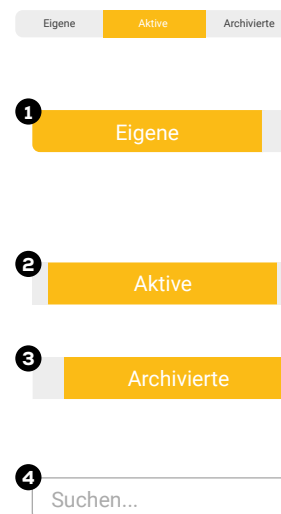 Eigene Aktive Archivierte
1
Eigene
2
Aktive
3
Archivierte
4
Suchen...